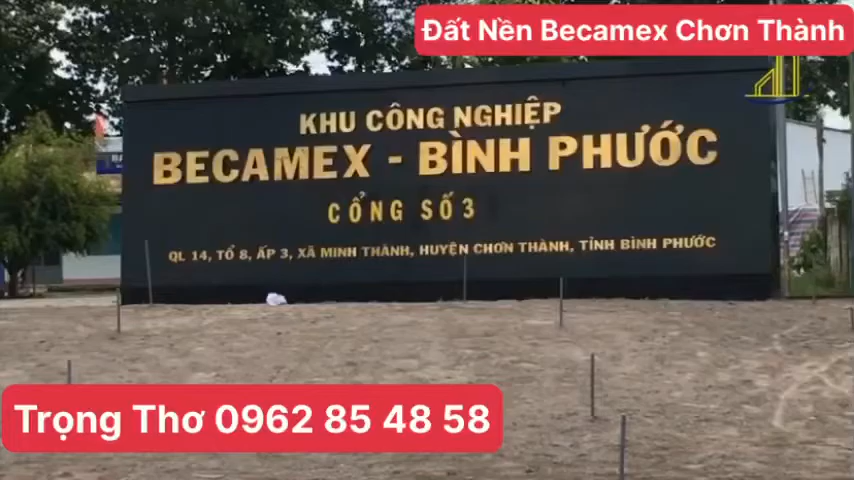 Đất Nền Becamex Chơn Thành
KHU CÔNG NGHIỆP
BECAMEX - BÌNH PHƯỚC
CỔNG SỐ 3
QL 14, TỔ 8, ẤP 3, XÃ MINH THÀNH, HUYỆN CHƠN THÀNH, TỈNH BÌNH PHƯỚC
Trọng Thơ 0962 85 48 58